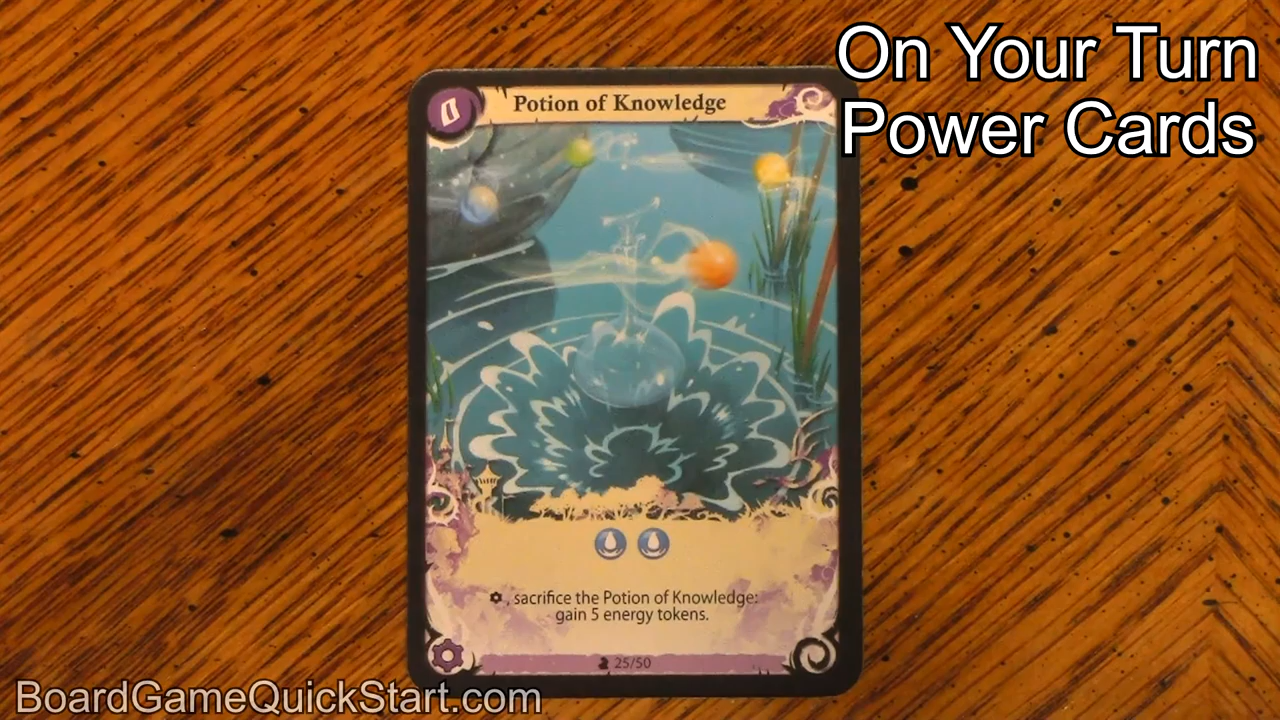 On Your Turn
Power Cards
Potion of Knowledge
, sacrifice the Potion of Knowledge:
gain 5 energy tokens.
25/50
BoardGameQuickStart.com